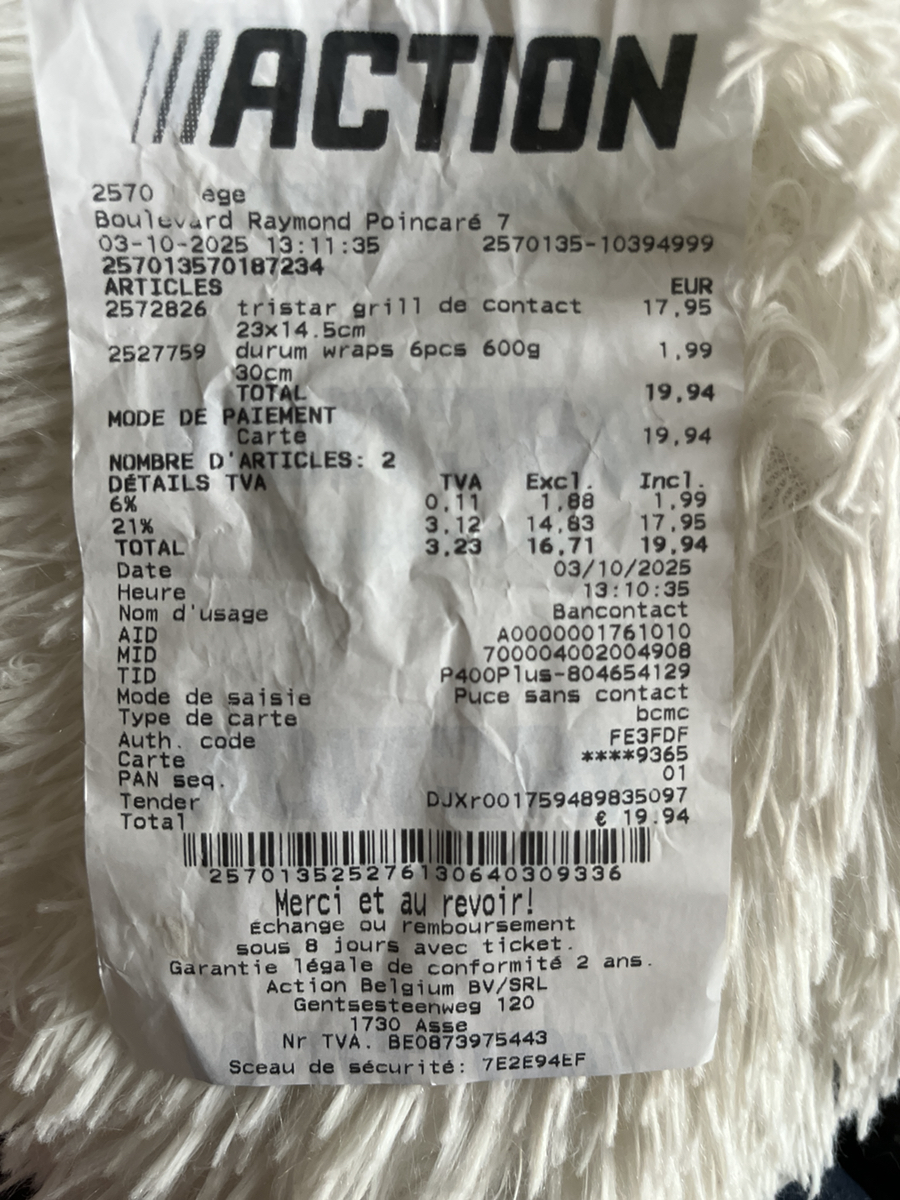 ACTION
2570 ege
Boulevard Raymond Poincaré 7
03-10-2025 13:11:35 2570135-10394999
257013570187234
ARTICLES EUR
2572826 tristar grill de contact 17,95
23x14.5cm
2527759 durum wraps 6pcs 600g 1,99
30cm
TOTAL 19,94
MODE DE PAIEMENT
Carte 19,94
NOMBRE D'ARTICLES: 2
DÉTAILS TVA TVA Excl. Incl.
6% 0,11 1,88 1,99
21% 3,12 14,83 17,95
TOTAL 3,23 16,71 19,94
Date 03/10/2025
Heure 13:10:35
Nom d'usage Bancontact
AID A0000001761010
MID 700004002004908
TID P400Plus-804654129
Mode de saisie Puce sans contact
Type de carte bcmc
Auth. code FE3FDF
Carte ****9365
PAN seq. 01
Tender DJXr001759489835097
Total € 19.94
257013525276130640309336
Merci et au revoir!
Échange ou remboursement
sous 8 jours avec ticket.
Garantie légale de conformité 2 ans.
Action Belgium BV/SRL
Gentsesteenweg 120
1730 Asse
Nr TVA. BE0873975443
Sceau de sécurité: 7E2E94EF